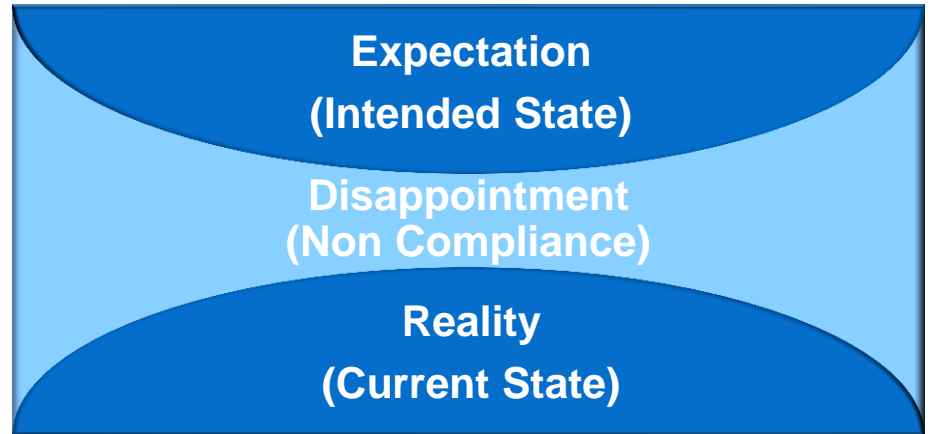 Expectation
(Intended State)
Disappointment
(Non Compliance)
Reality
(Current State)